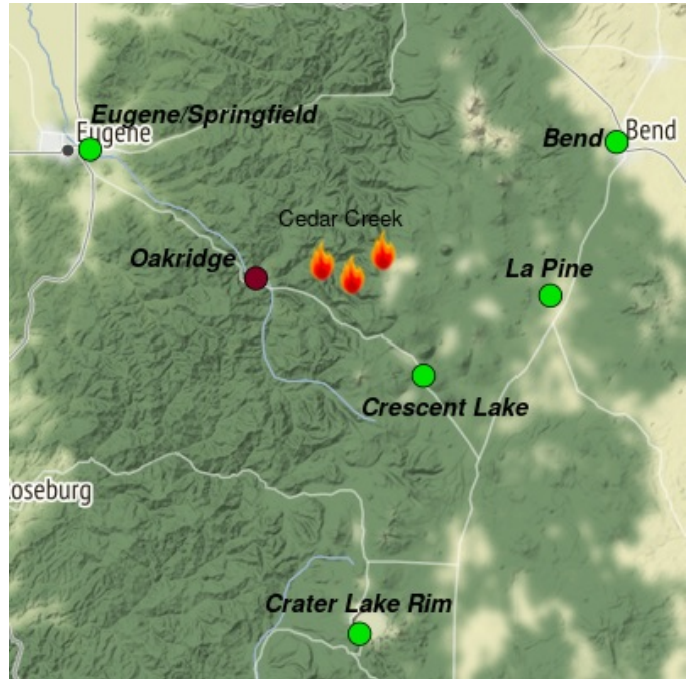 Eugene/Springfield
Eugene
Bend
Bend
Cedar Creek
Oakridge
La Pine
Crescent Lake
oseburg
Crater Lake Rim